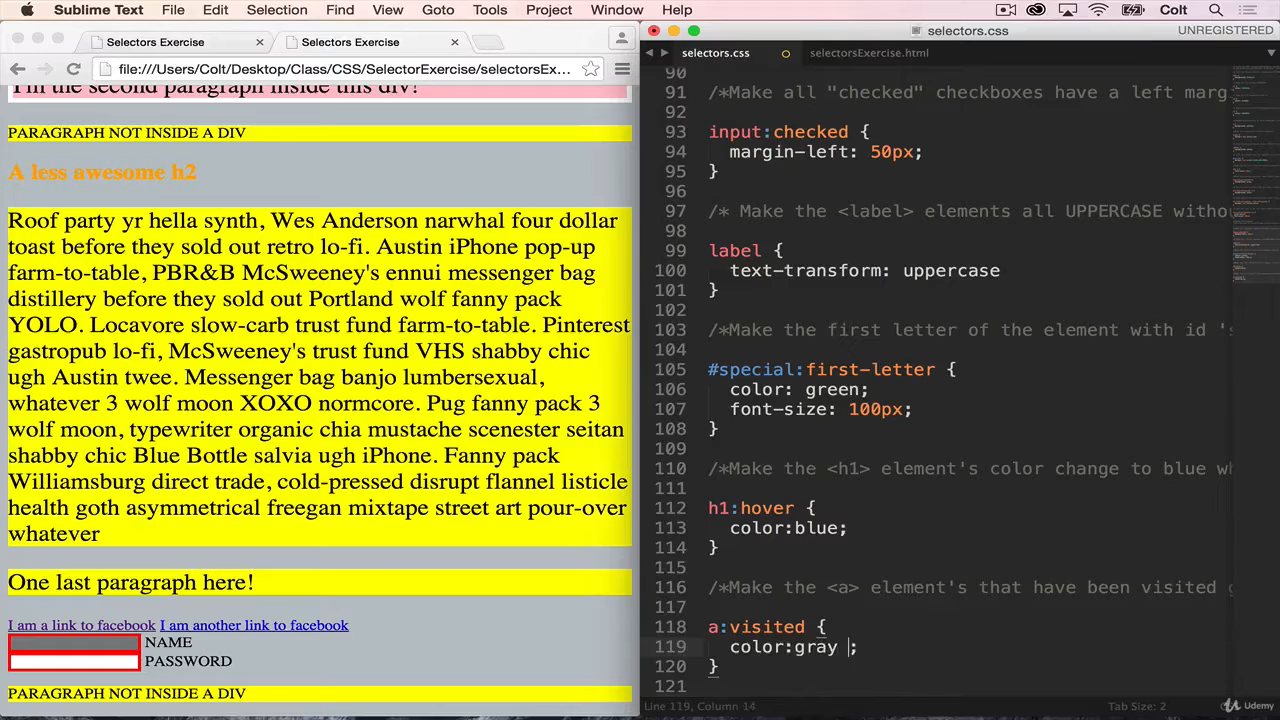 Sublime Text File Edit Selection Find View Goto Tools Project Window Help Colt
Selectors Exercise Selectors Exercise
file:///Users/Colt/Desktop/Class/CSS/SelectorExercise/selectorsEx...
I'm the second paragraph inside this div!
PARAGRAPH NOT INSIDE A DIV
A less awesome h2
Roof party yr hella synth, Wes Anderson narwhal four dollar
toast before they sold out retro lo-fi. Austin iPhone pop-up
farm-to-table, PBR&B McSweeney's ennui messenger bag
distillery before they sold out Portland wolf fanny pack
YOLO. Locavore slow-carb trust fund farm-to-table. Pinterest
gastropub lo-fi, McSweeney's trust fund VHS shabby chic
ugh Austin twee. Messenger bag banjo lumbersexual,
whatever 3 wolf moon XOXO normcore. Pug fanny pack 3
wolf moon, typewriter organic chia mustache scenester seitan
shabby chic Blue Bottle salvia ugh iPhone. Fanny pack
Williamsburg direct trade, cold-pressed disrupt flannel listicle
health goth asymmetrical freegan mixtape street art pour-over
whatever
One last paragraph here!
I am a link to facebook I am another link to facebook
NAME
PASSWORD
PARAGRAPH NOT INSIDE A DIV
selectors.css UNREGISTERED
selectors.css selectorsExercise.html
90
91 /*Make all "checked" checkboxes have a left marg
92
93 input:checked {
94 margin-left: 50px;
95 }
96
97 /* Make the <label> elements all UPPERCASE withou
98
99 label {
100 text-transform: uppercase
101 }
102
103 /*Make the first letter of the element with id 's
104
105 #special:first-letter {
106 color: green;
107 font-size: 100px;
108 }
109
110 /*Make the <h1> element's color change to blue w
111
112 h1:hover {
113 color:blue;
114 }
115
116 /*Make the <a> element's that have been visited g
117
118 a:visited {
119 color:gray ;
120 }
121
Line 119, Column 14 Tab Size: 2
Udemy